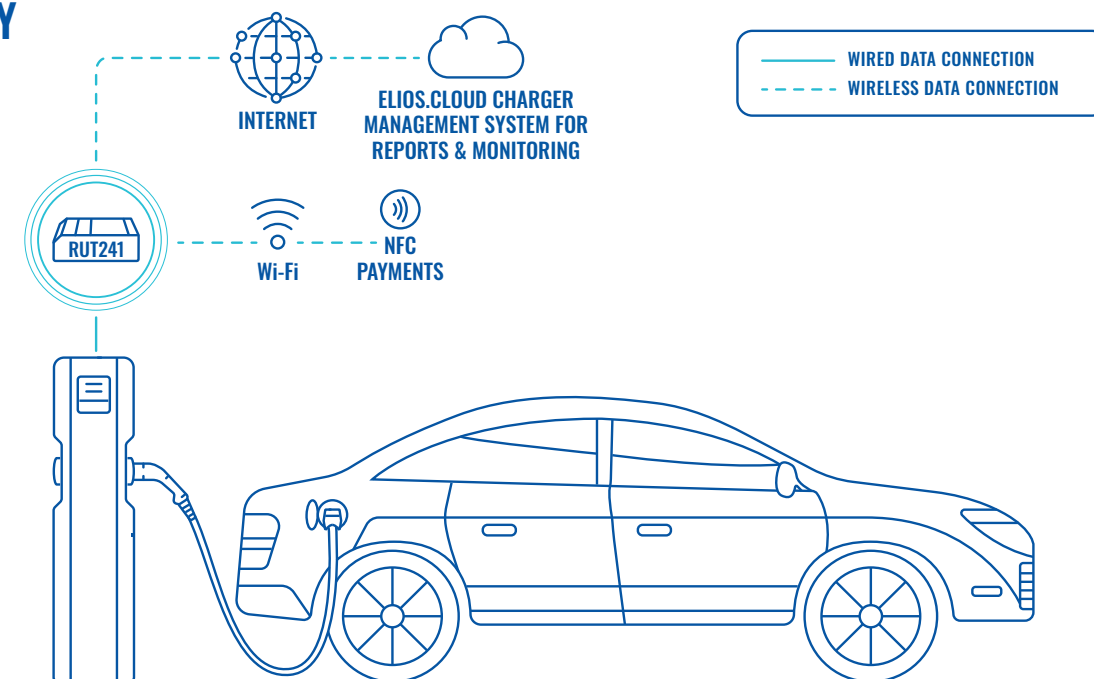 Y
INTERNET
ELIOS.CLOUD CHARGER
MANAGEMENT SYSTEM FOR
REPORTS & MONITORING
WIRED DATA CONNECTION
WIRELESS DATA CONNECTION
RUT241
Wi-Fi
NFC
PAYMENTS